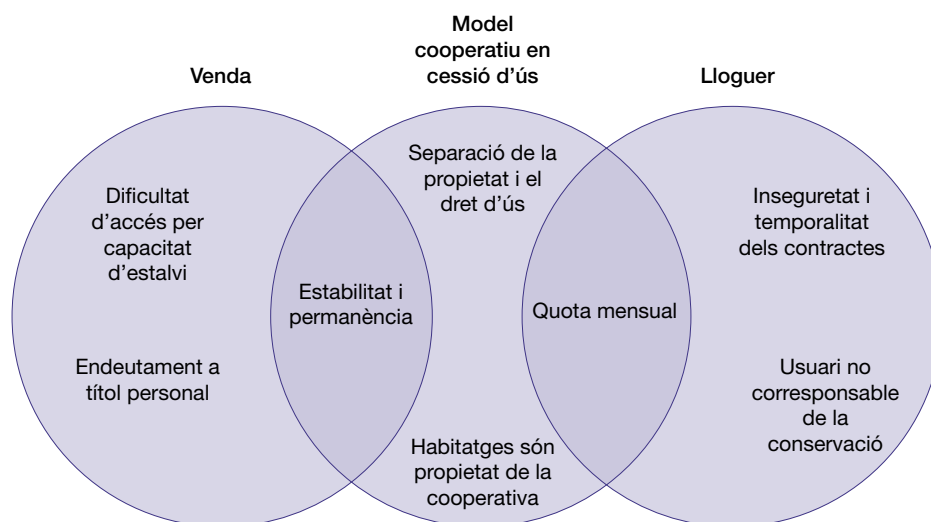 Venda
Model
cooperatiu en
cessió d'ús
Lloguer
Dificultat
d'accés per
capacitat
d'estalvi
Endeutament a
títol personal
Estabilitat i
permanència
Separació de la
propietat i el
dret d'ús
Habitatges són
propietat de la
cooperativa
Quota mensual
Inseguretat i
temporalitat
dels contractes
Usuari no
corresponsable
de la
conservació